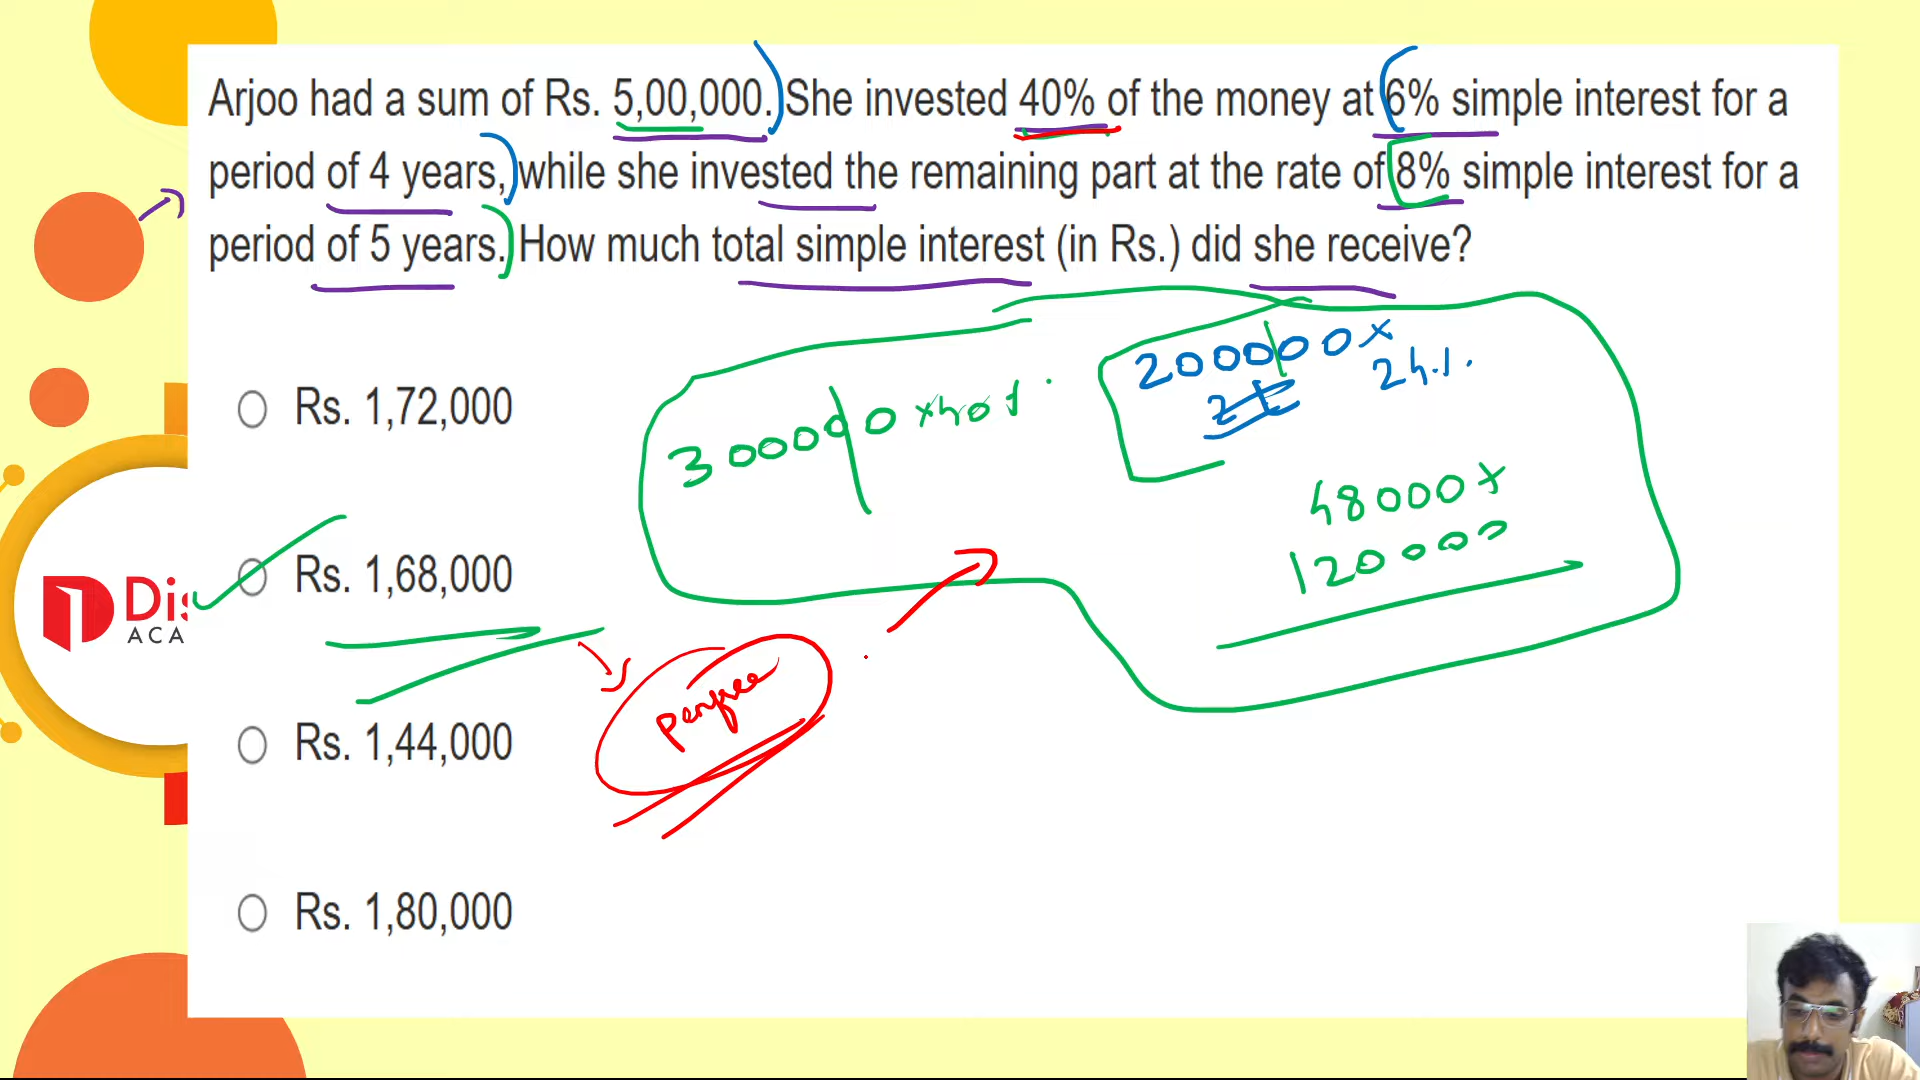 Arjoo had a sum of Rs. 5,00,000. She invested 40% of the money at 6% simple interest for a
period of 4 years, while she invested the remaining part at the rate of 8% simple interest for a
period of 5 years. How much total simple interest (in Rs.) did she receive?
200000x
24%
300000 x40%
Rs. 1,72,000
48000+
120000
Rs. 1,68,000
Dis
ACA
Rs. 1,44,000
Rs. 1,80,000